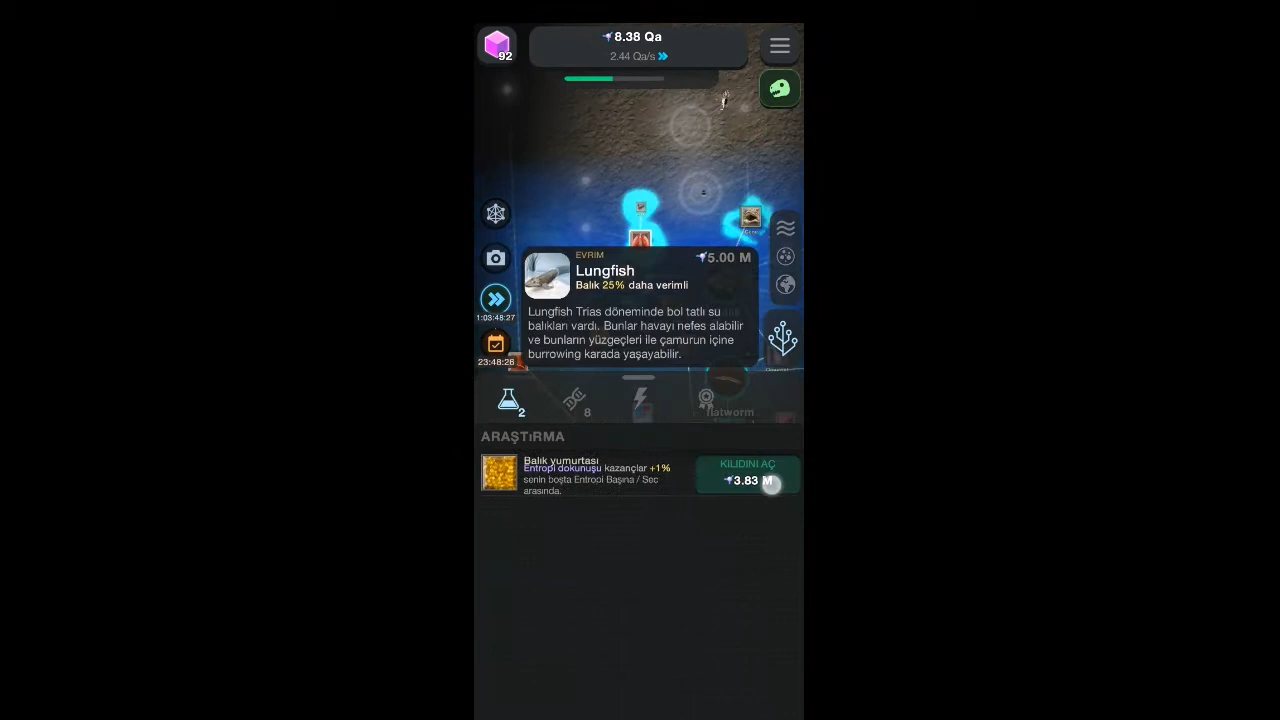 92
8.38 Qa
2.44 Qa/s
EVRIM
5.00 M
Lungfish
Balık 25% daha verimli
Lungfish Trias döneminde bol tatlı su
balıkları vardı. Bunlar havayı nefes alabilir
ve bunların yüzgeçleri ile çamurun içine
burrowing karada yaşayabilir.
1:03:48:27
23:48:26
2
8
flatworm
ARAŞTıRMA
Balık yumurtası
Entropi dokunuşu kazançlar +1%
senin boşta Entropi Başına / Sec
arasında.
KILIDINI AÇ
3.83 M